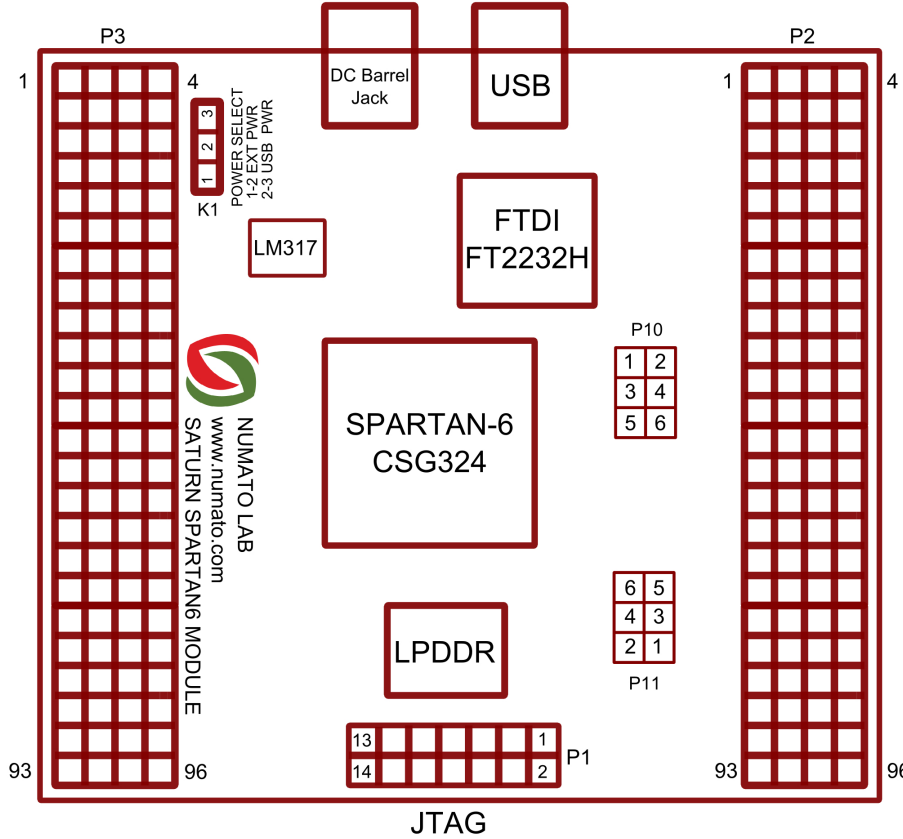 P3
P2
1
4
1
4
DC Barrel
Jack
USB
3
2
1
K1
POWER SELECT
1-2 EXT PWR
2-3 USB PWR
LM317
FTDI
FT2232H
P10
1 2
3 4
5 6
SPARTAN-6
CSG324
NUMATO LAB
www.numato.com
SATURN SPARTAN6 MODULE
6 5
4 3
2 1
P11
LPDDR
13 1
14 2
P1
93
96
93
96
JTAG